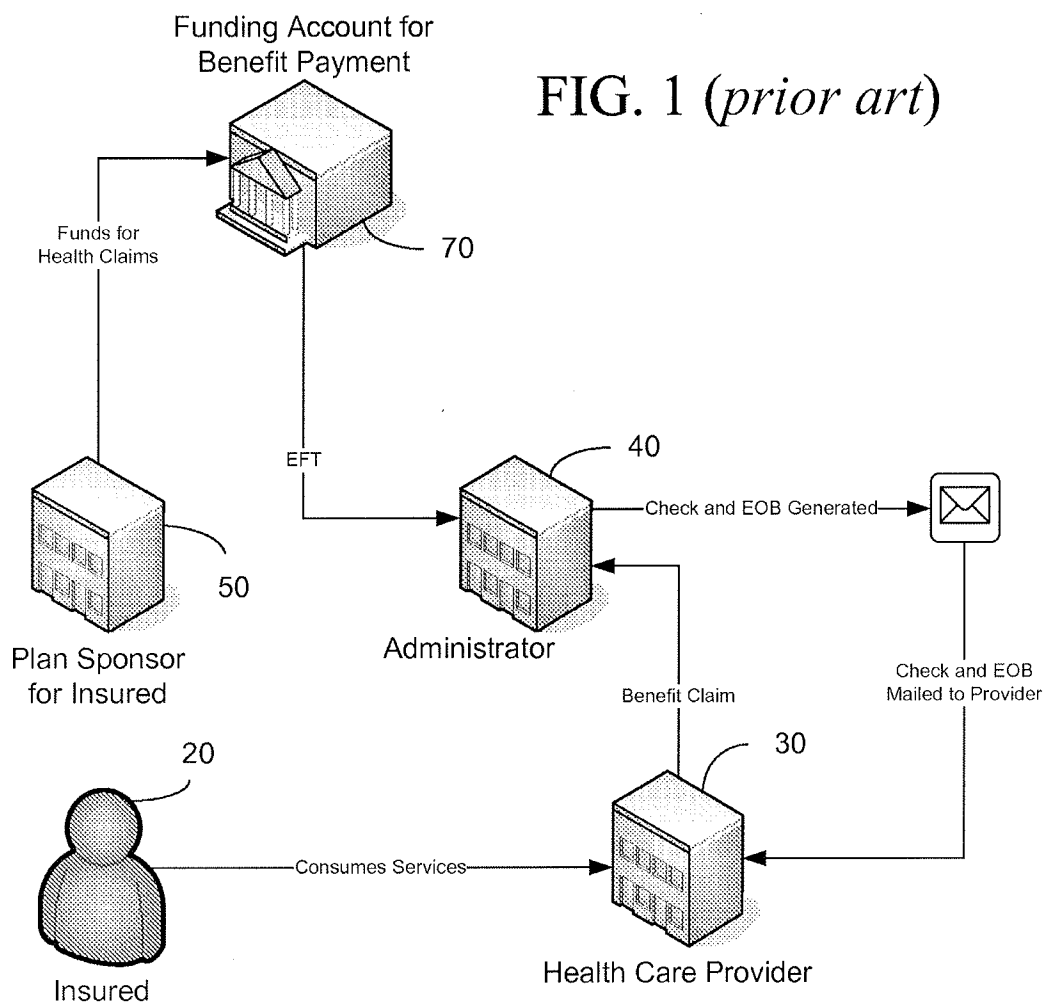 Funding Account for
Benefit Payment
FIG. 1 (prior art)
Funds for
Health Claims
70
EFT
40
Check and EOB Generated
50
Administrator
Plan Sponsor
for Insured
Benefit Claim
Check and EOB
Mailed to Provider
20
30
Consumes Services
Health Care Provider
Insured